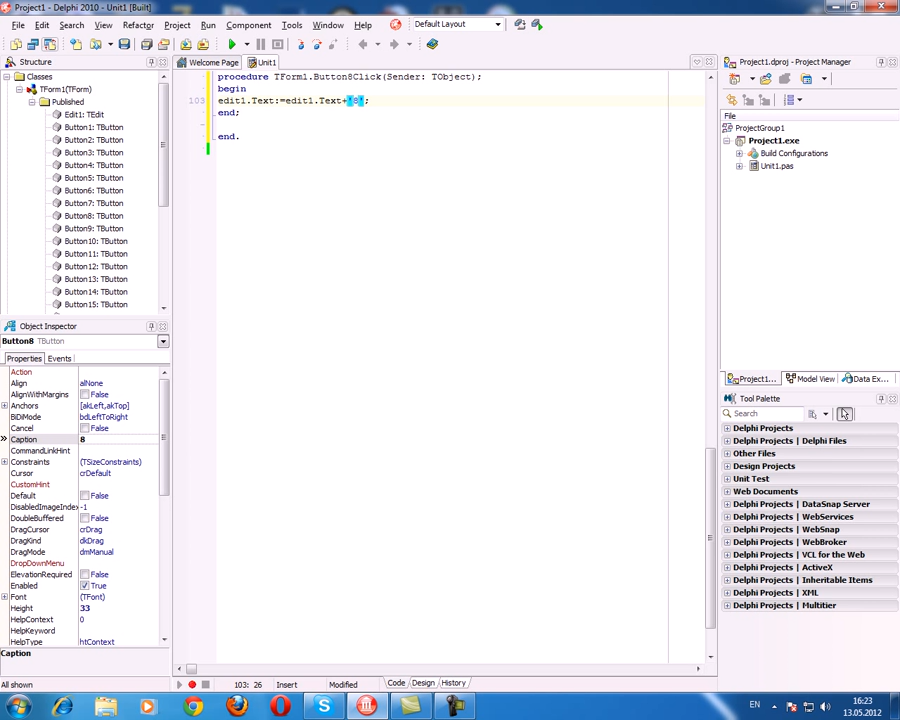 Project1 - Delphi 2010 - Unit1 [Built]
File Edit Search View Refactor Project Run Component Tools Window Help Default Layout
Structure
Classes
TForm1(TForm)
Published
Edit1: TEdit
Button1: TButton
Button2: TButton
Button3: TButton
Button4: TButton
Button5: TButton
Button6: TButton
Button7: TButton
Button8: TButton
Button9: TButton
Button10: TButton
Button11: TButton
Button12: TButton
Button13: TButton
Button14: TButton
Button15: TButton
Object Inspector
Button8 TButton
Properties Events
Action
Align alNone
AlignWithMargins False
Anchors [akLeft,akTop]
BiDiMode bdLeftToRight
Cancel False
Caption 8
CommandLinkHint
Constraints (TSizeConstraints)
Cursor crDefault
CustomHint
Default False
DisabledImageIndex -1
DoubleBuffered False
DragCursor crDrag
DragKind dkDrag
DragMode dmManual
DropDownMenu
ElevationRequired False
Enabled True
Font (TFont)
Height 33
HelpContext 0
HelpKeyword
HelpType htContext
Caption
All shown
Welcome Page Unit1
procedure TForm1.Button8Click(Sender: TObject);
begin
103 edit1.Text:=edit1.Text+'8';
end;
end.
103: 26 Insert Modified Code Design History
Project1.dproj - Project Manager
File
ProjectGroup1
Project1.exe
Build Configurations
Unit1.pas
Project1... Model View Data Ex...
Tool Palette
Search
Delphi Projects
Delphi Projects | Delphi Files
Other Files
Design Projects
Unit Test
Web Documents
Delphi Projects | DataSnap Server
Delphi Projects | WebServices
Delphi Projects | WebSnap
Delphi Projects | WebBroker
Delphi Projects | VCL for the Web
Delphi Projects | ActiveX
Delphi Projects | Inheritable Items
Delphi Projects | XML
Delphi Projects | Multitier
EN
16:23
13.05.2012